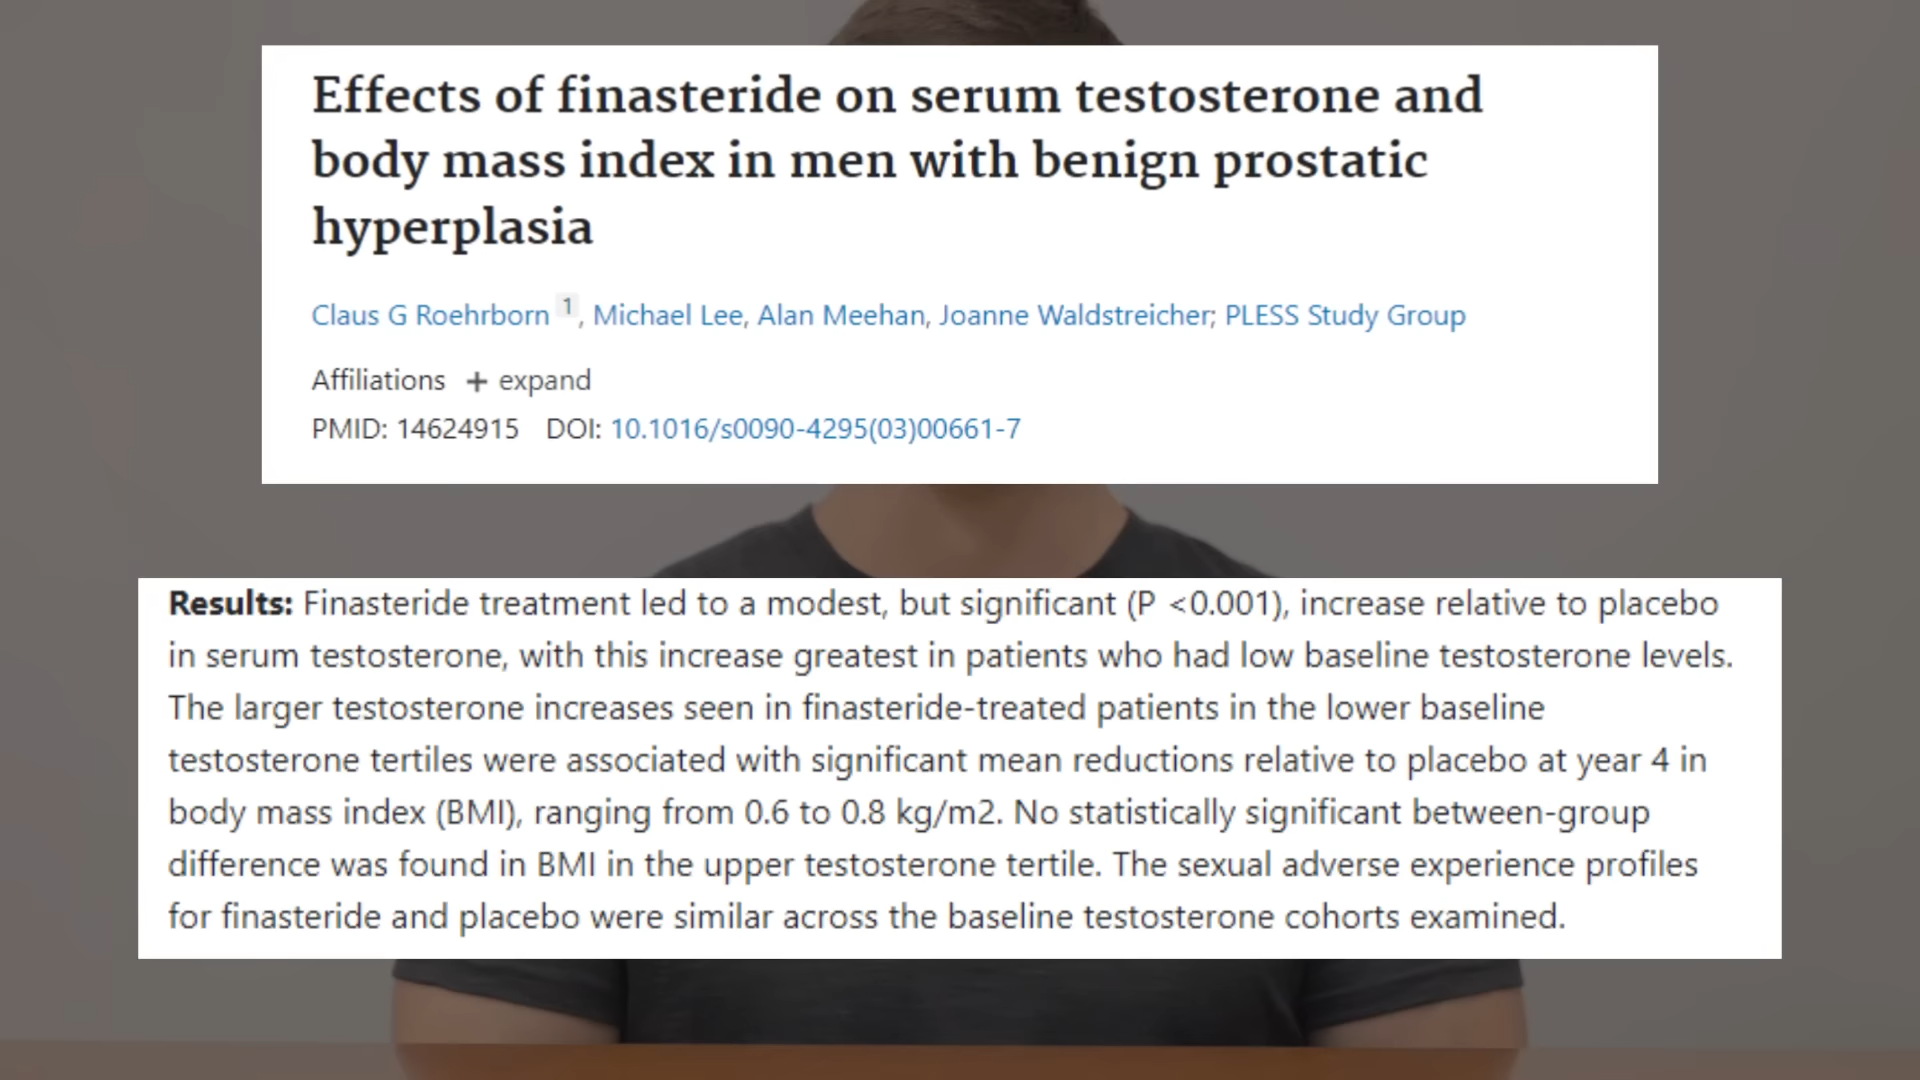 Effects of finasteride on serum testosterone and
body mass index in men with benign prostatic
hyperplasia
Claus G Roehrborn 1, Michael Lee, Alan Meehan, Joanne Waldstreicher; PLESS Study Group
Affiliations + expand
PMID: 14624915 DOI: 10.1016/s0090-4295(03)00661-7
Results: Finasteride treatment led to a modest, but significant (P <0.001), increase relative to placebo
in serum testosterone, with this increase greatest in patients who had low baseline testosterone levels.
The larger testosterone increases seen in finasteride-treated patients in the lower baseline
testosterone tertiles were associated with significant mean reductions relative to placebo at year 4 in
body mass index (BMI), ranging from 0.6 to 0.8 kg/m2. No statistically significant between-group
difference was found in BMI in the upper testosterone tertile. The sexual adverse experience profiles
for finasteride and placebo were similar across the baseline testosterone cohorts examined.